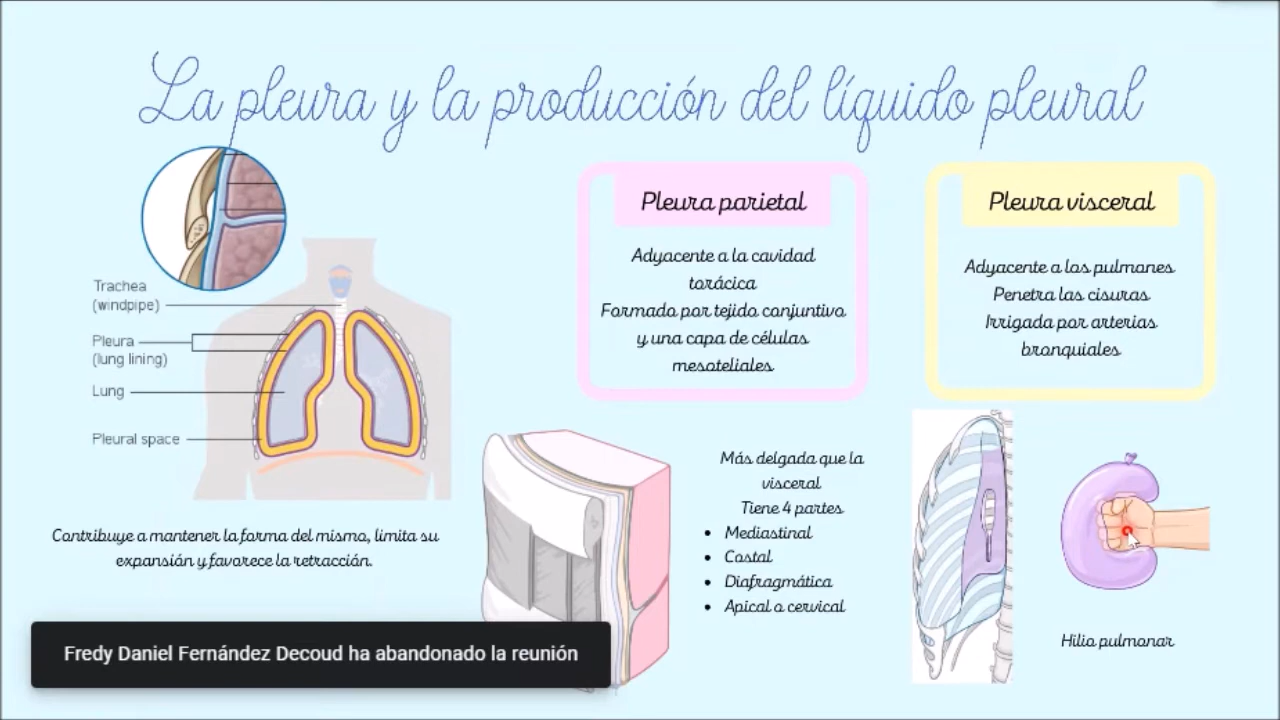 La pleura y la producción del líquido pleural
Trachea
(windpipe)
Pleura
(lung lining)
Lung
Pleural space
Contribuye a mantener la forma del mismo, limita su
expansión y favorece la retracción.
Pleura parietal
Adyacente a la cavidad
torácica
Formado por tejido conjuntivo
y una capa de células
mesoteliales
Pleura visceral
Adyacente a los pulmones
Penetra las cisuras
Irrigada por arterias
bronquiales
Más delgada que la
visceral
Tiene 4 partes
• Mediastinal
• Costal
• Diafragmática
• Apical o cervical
Hilio pulmonar
Fredy Daniel Fernández Decoud ha abandonado la reunión